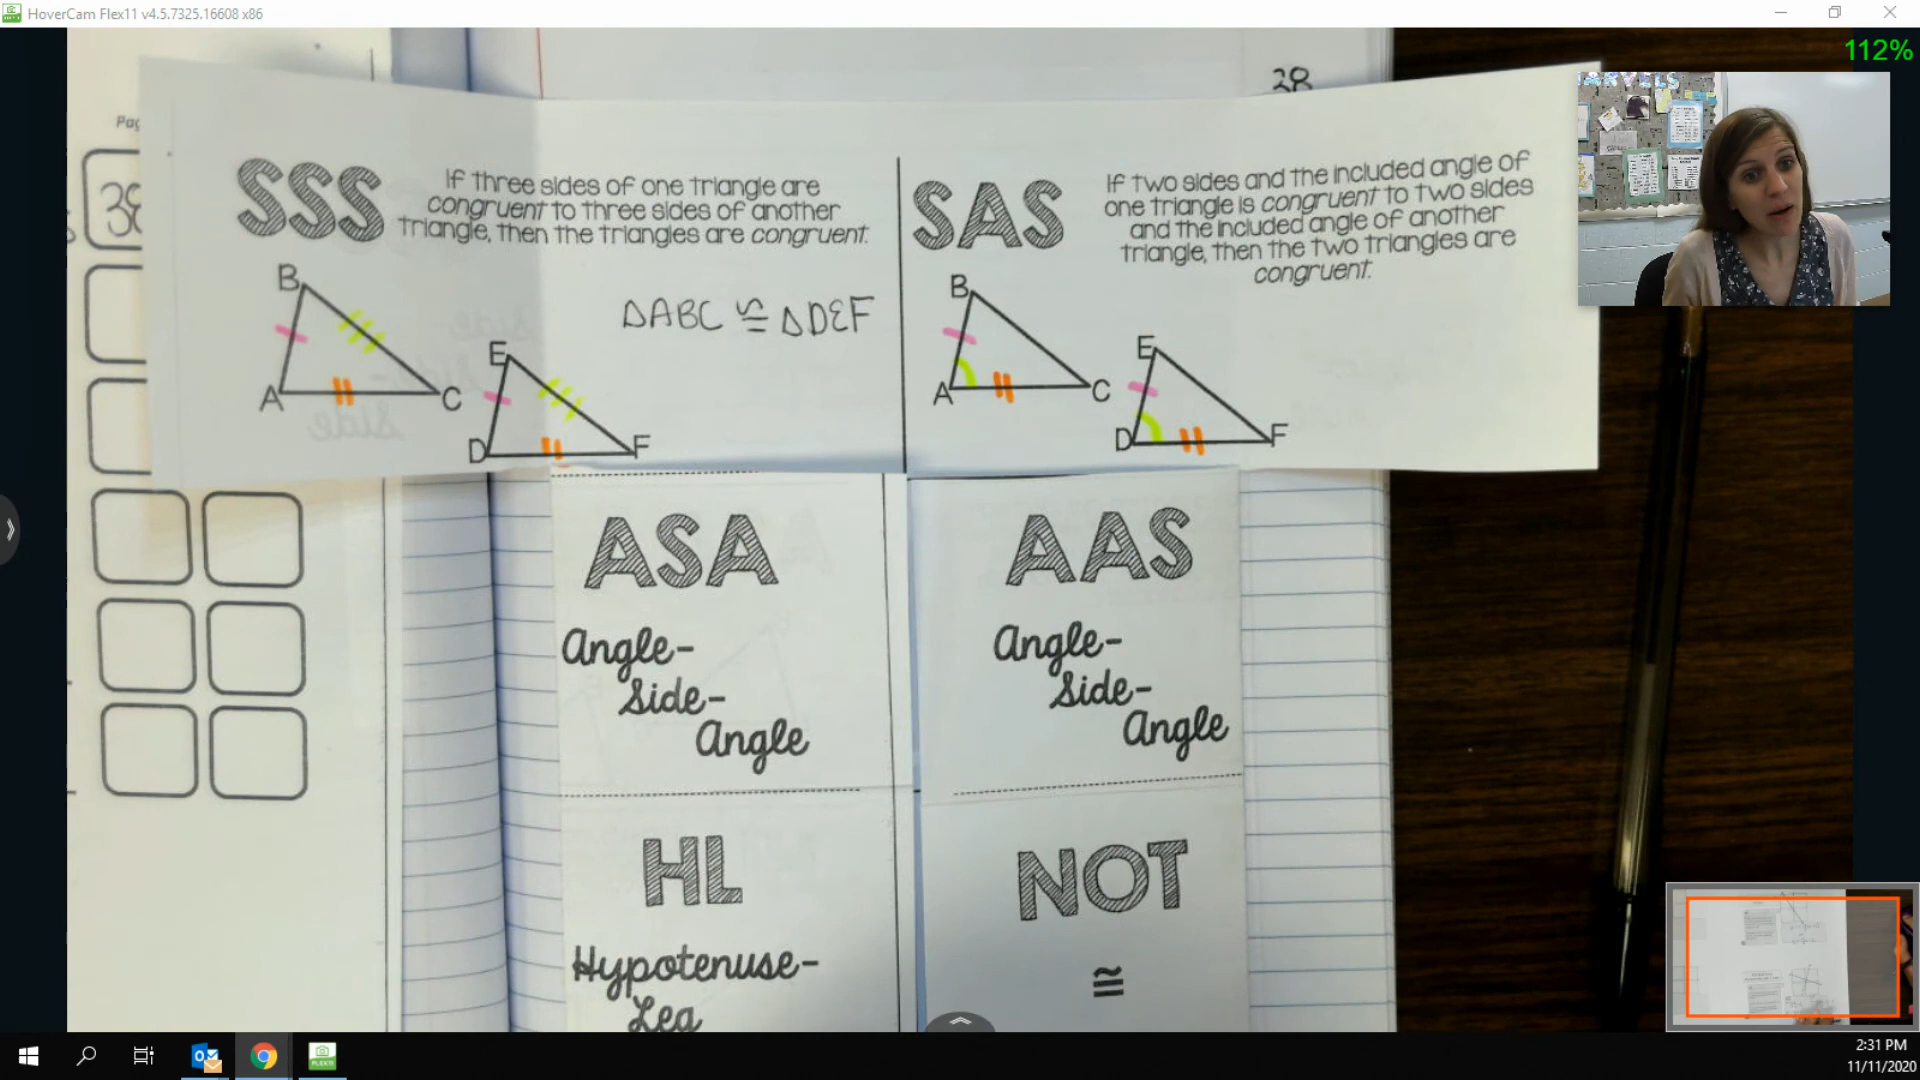 HoverCam Flex11 v4.5.7325.16608 x86
112%
38
SSS
If three sides of one triangle are
congruent to three sides of another
triangle, then the triangles are congruent.
B
A
C
E
D
F
△ABC ≅ △DEF
SAS
If two sides and the included angle of
one triangle is congruent to two sides
and the included angle of another
triangle, then the two triangles are
congruent.
B
A
C
E
D
F
ASA
Angle-
Side-
Angle
AAS
Angle-
Side-
Angle
HL
Hypotenuse-
Leg
NOT
≅
2:31 PM
11/11/2020